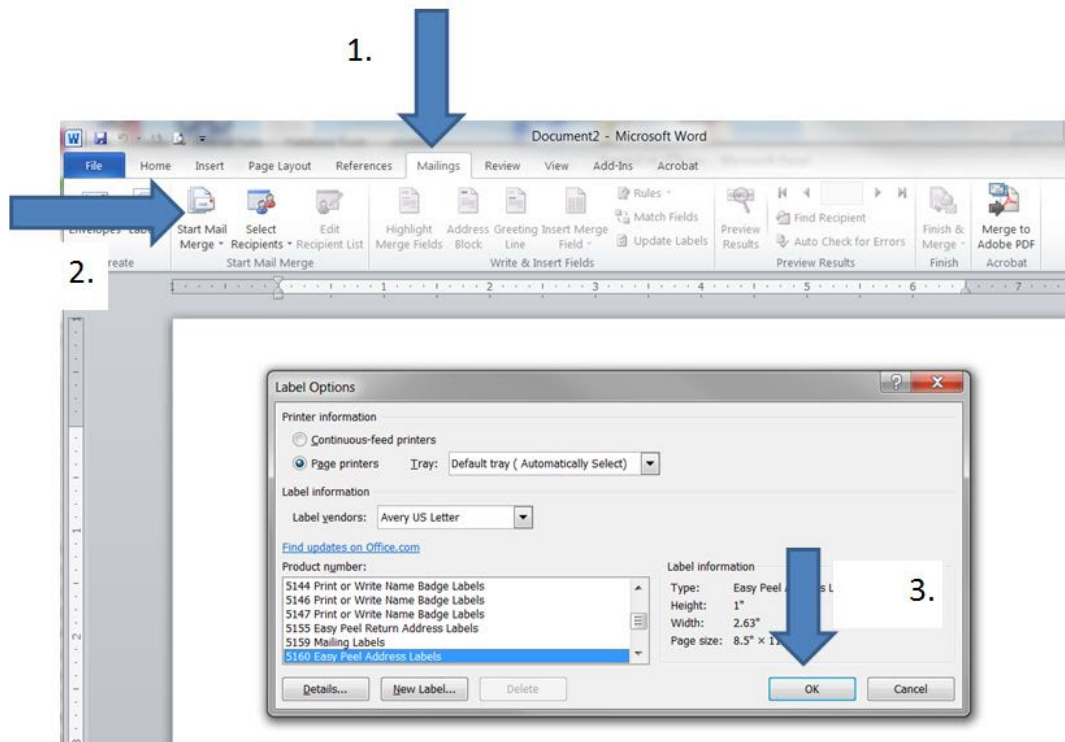 1.
Document2 - Microsoft Word
File Home Insert Page Layout References Mailings Review View Add-Ins Acrobat
Start Mail Merge
Select Recipients
Edit Recipient List
Highlight Merge Fields
Address Block
Greeting Line
Insert Merge Field
Rules
Match Fields
Update Labels
Preview Results
Find Recipient
Auto Check for Errors
Finish & Merge
Merge to Adobe PDF
Start Mail Merge Write & Insert Fields Preview Results Finish Acrobat
2.
1 2 3 4 5 6 7
Label Options
Printer information
Continuous-feed printers
Page printers Tray: Default tray ( Automatically Select)
Label information
Label vendors: Avery US Letter
Find updates on Office.com
Product number:
5144 Print or Write Name Badge Labels
5146 Print or Write Name Badge Labels
5147 Print or Write Name Badge Labels
5155 Easy Peel Return Address Labels
5159 Mailing Labels
5160 Easy Peel Address Labels
Label information
Type: Easy Peel
Height: 1"
Width: 2.63"
Page size: 8.5" ×
3.
Details... New Label... Delete OK Cancel